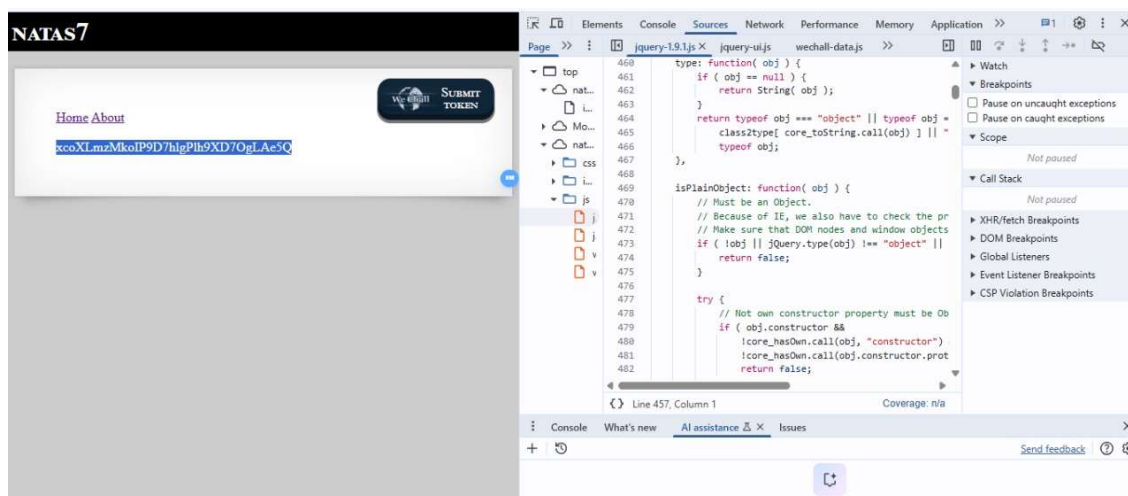 NATAS7
WeChall SUBMIT TOKEN
Home About
xcoXLmzMkoIP9D7hlgPlh9XD7OgLAe5Q
Elements Console Sources Network Performance Memory Application 1
Page jquery-1.9.1.js jquery-ui.js wechall-data.js
top
nat...
i...
Mo...
nat...
css
i...
js
j
j
v
v
460 type: function( obj ) {
461 if ( obj == null ) {
462 return String( obj );
463 }
464 return typeof obj === "object" || typeof obj =
465 class2type[ core_toString.call(obj) ] || "
466 typeof obj;
467 },
468
469 isPlainObject: function( obj ) {
470 // Must be an Object.
471 // Because of IE, we also have to check the pr
472 // Make sure that DOM nodes and window objects
473 if ( !obj || jQuery.type(obj) !== "object" ||
474 return false;
475 }
476
477 try {
478 // Not own constructor property must be Ob
479 if ( obj.constructor &&
480 !core_hasOwn.call(obj, "constructor")
481 !core_hasOwn.call(obj.constructor.prot
482 return false;
{ } Line 457, Column 1 Coverage: n/a
Watch
Breakpoints
Pause on uncaught exceptions
Pause on caught exceptions
Scope
Not paused
Call Stack
Not paused
XHR/fetch Breakpoints
DOM Breakpoints
Global Listeners
Event Listener Breakpoints
CSP Violation Breakpoints
Console What's new AI assistance Issues
Send feedback